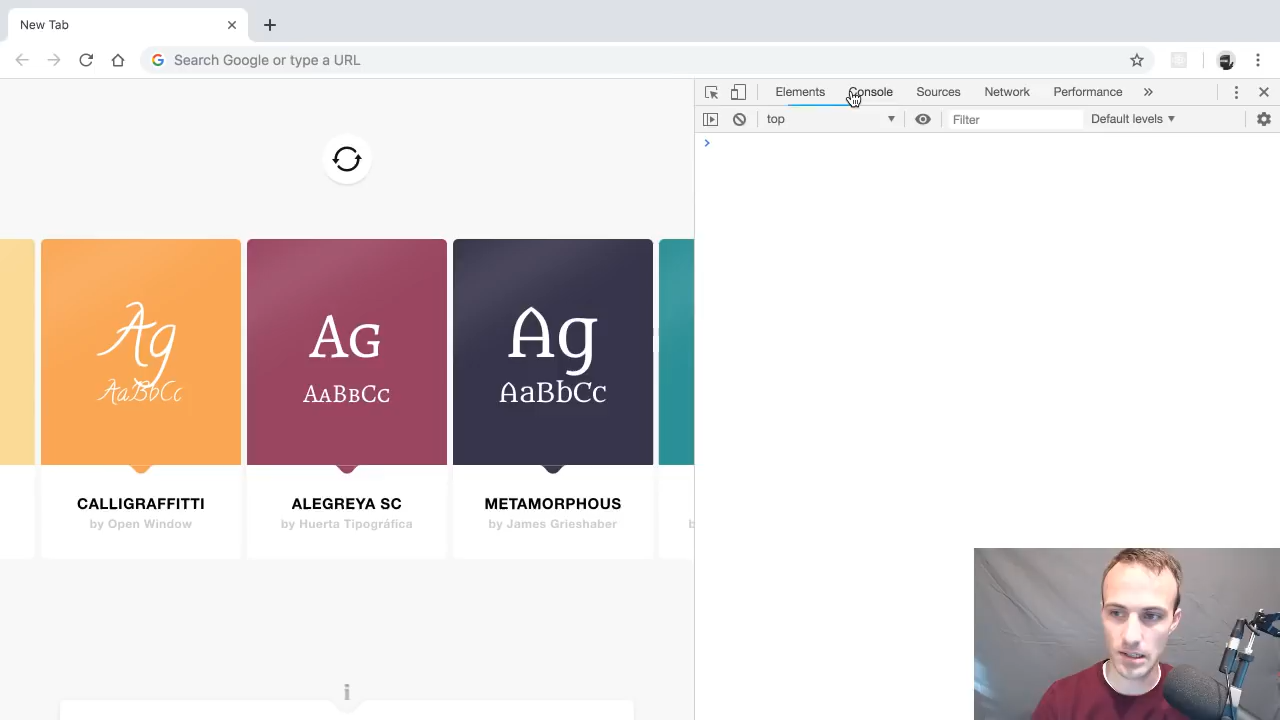 New Tab
Search Google or type a URL
Elements Console Sources Network Performance »
top Filter Default levels
Ag
AaBbCc
CALLIGRAFFITTI
by Open Window
Ag
AaBbCc
ALEGREYA SC
by Huerta Tipográfica
Ag
AaBbCc
METAMORPHOUS
by James Grieshaber
i